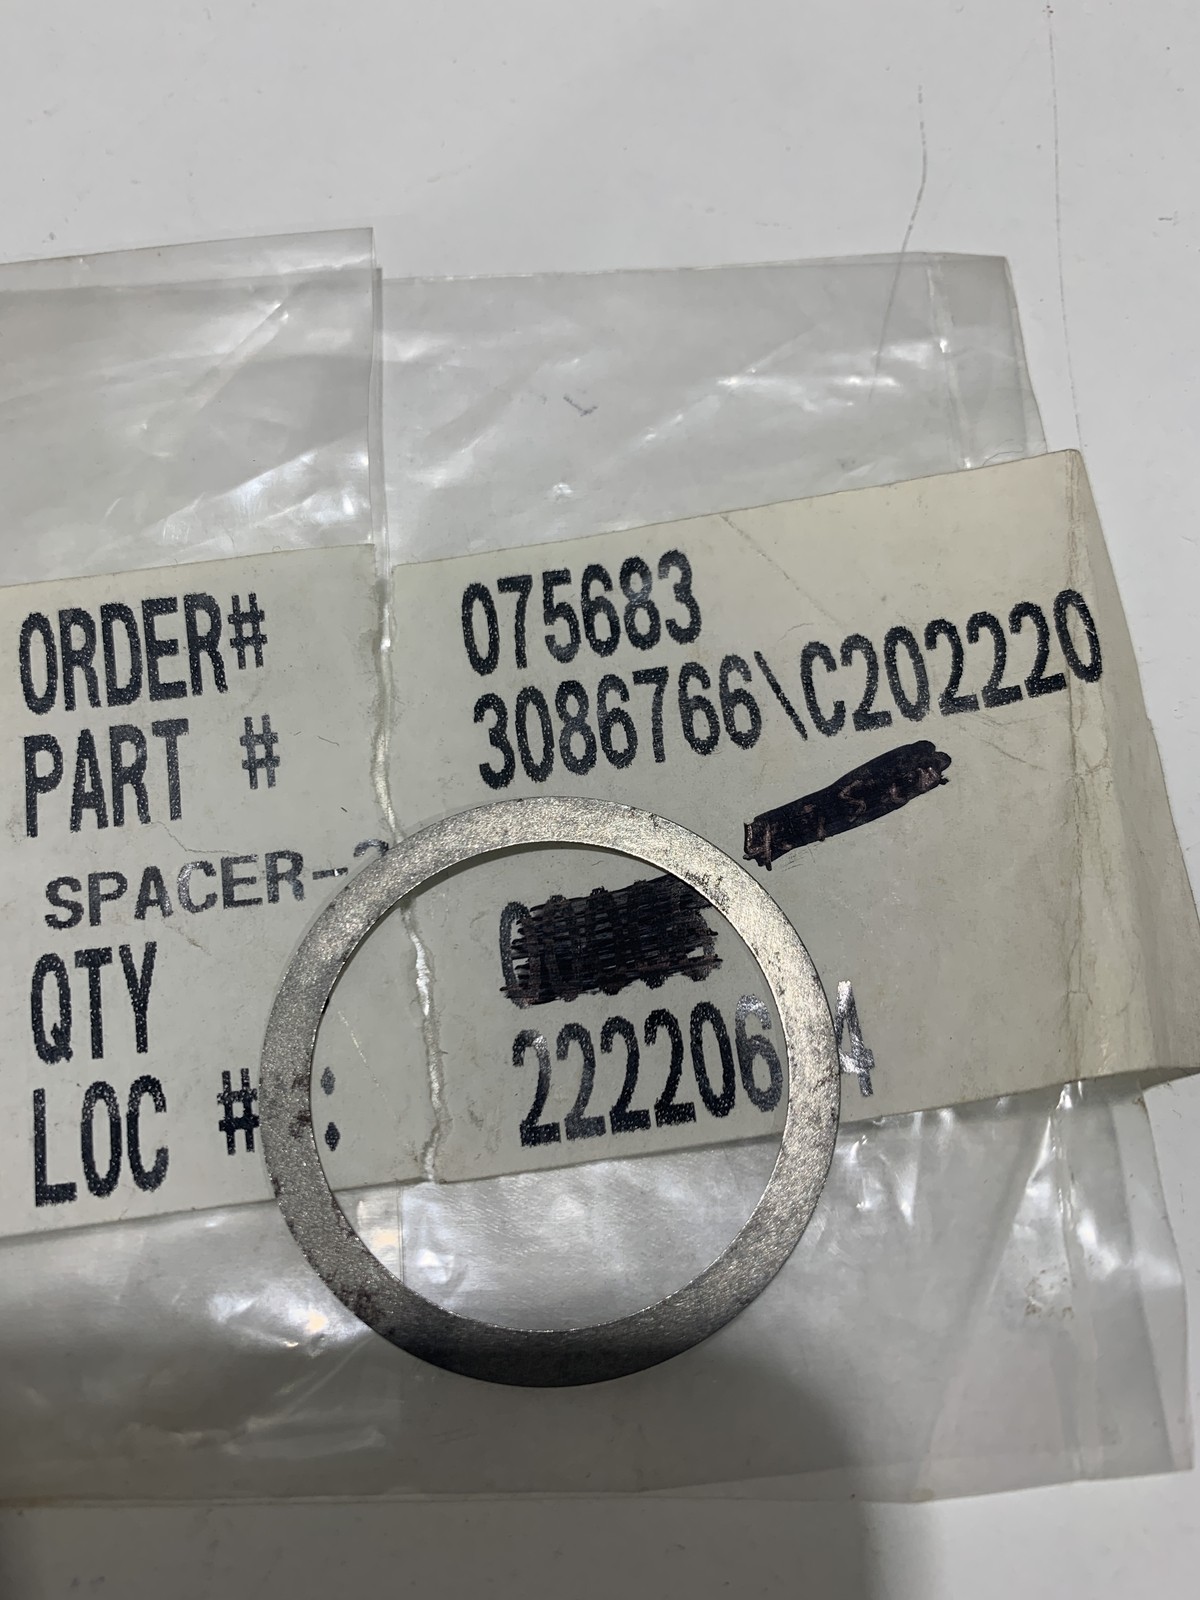 ORDER# 075683
PART # 3086766\C202220
SPACER-
QTY
LOC # : 222206 4